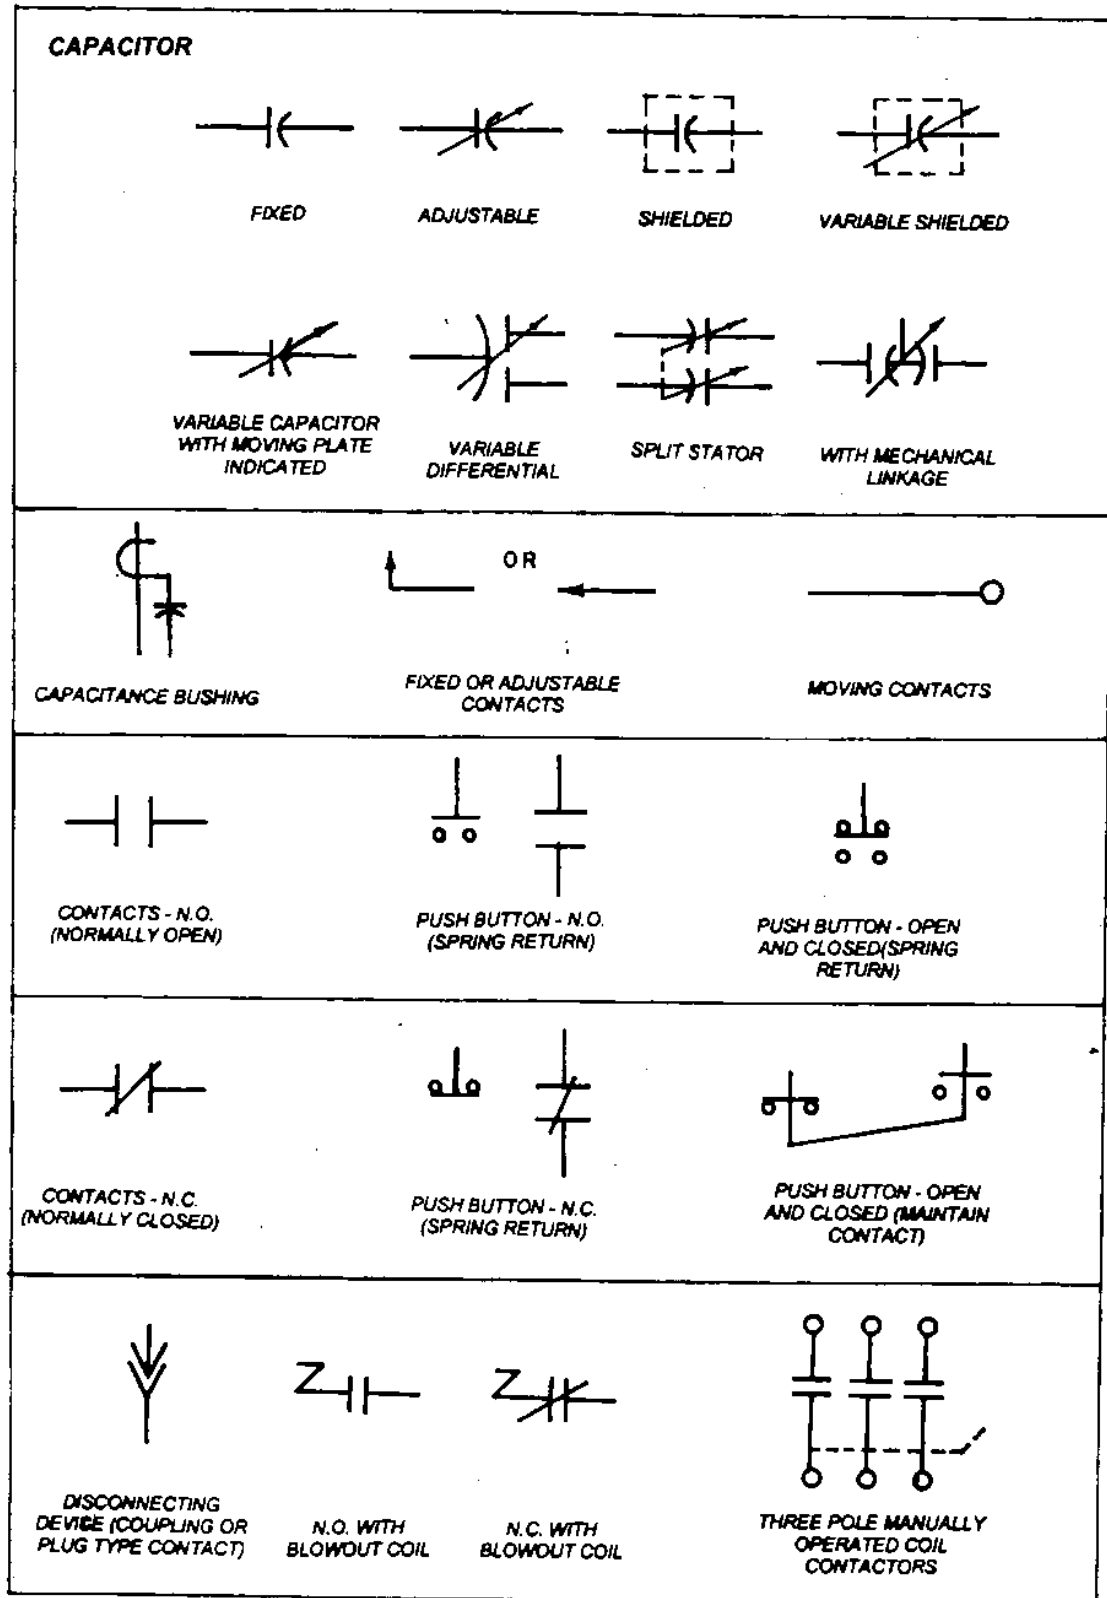 CAPACITOR
FIXED
ADJUSTABLE
SHIELDED
VARIABLE SHIELDED
VARIABLE CAPACITOR
WITH MOVING PLATE
INDICATED
VARIABLE
DIFFERENTIAL
SPLIT STATOR
WITH MECHANICAL
LINKAGE
OR
CAPACITANCE BUSHING
FIXED OR ADJUSTABLE
CONTACTS
MOVING CONTACTS
CONTACTS - N.O.
(NORMALLY OPEN)
PUSH BUTTON - N.O.
(SPRING RETURN)
PUSH BUTTON - OPEN
AND CLOSED(SPRING
RETURN)
CONTACTS - N.C.
(NORMALLY CLOSED)
PUSH BUTTON - N.C.
(SPRING RETURN)
PUSH BUTTON - OPEN
AND CLOSED (MAINTAIN
CONTACT)
DISCONNECTING
DEVICE (COUPLING OR
PLUG TYPE CONTACT)
N.O. WITH
BLOWOUT COIL
N.C. WITH
BLOWOUT COIL
THREE POLE MANUALLY
OPERATED COIL
CONTACTORS